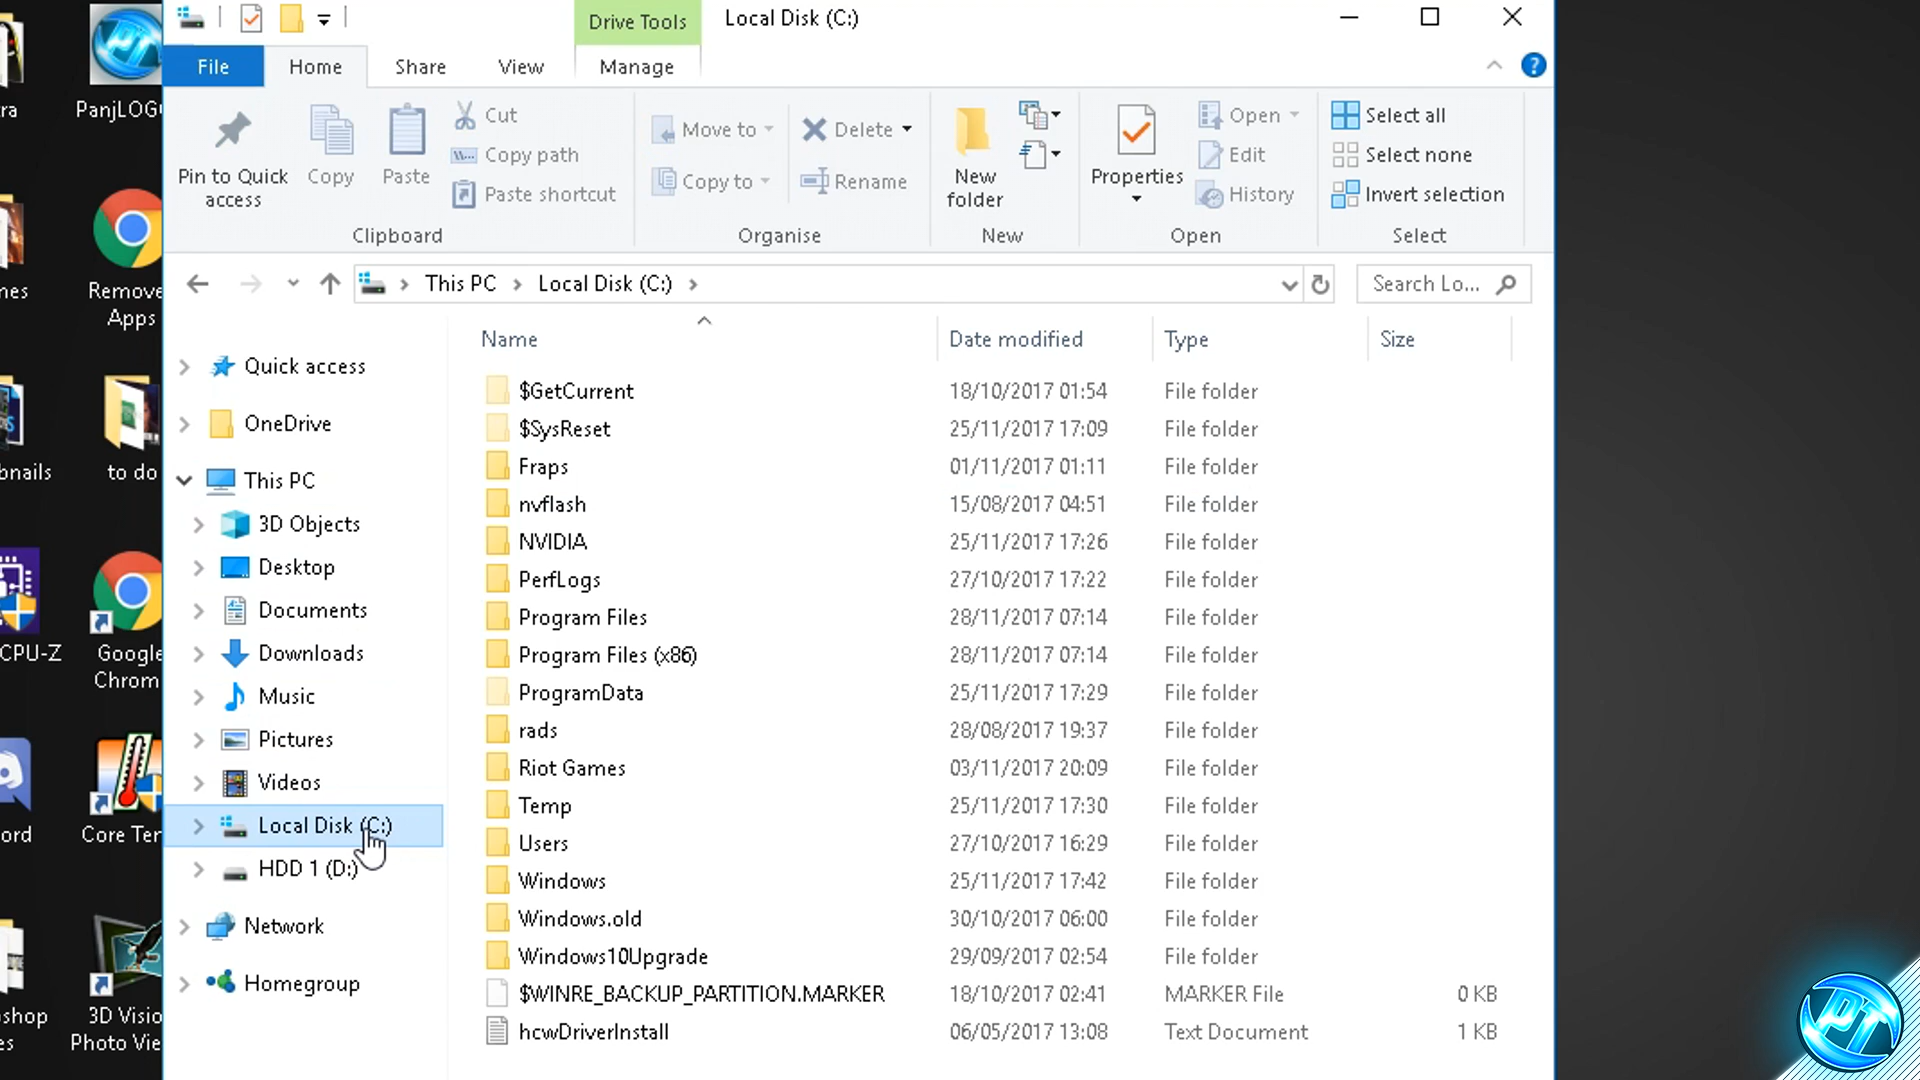 Drive Tools
Local Disk (C:)
File
Home
Share
View
Manage
Pin to Quick
access
Copy
Paste
Cut
Copy path
Paste shortcut
Clipboard
Move to
Copy to
Delete
Rename
Organise
New
folder
New
Properties
Open
Edit
History
Open
Select all
Select none
Invert selection
Select
This PC > Local Disk (C:) >
Search Lo...
Name
Date modified
Type
Size
Quick access
OneDrive
This PC
3D Objects
Desktop
Documents
Downloads
Music
Pictures
Videos
Local Disk (C:)
HDD 1 (D:)
Network
Homegroup
$GetCurrent 18/10/2017 01:54 File folder
$SysReset 25/11/2017 17:09 File folder
Fraps 01/11/2017 01:11 File folder
nvflash 15/08/2017 04:51 File folder
NVIDIA 25/11/2017 17:26 File folder
PerfLogs 27/10/2017 17:22 File folder
Program Files 28/11/2017 07:14 File folder
Program Files (x86) 28/11/2017 07:14 File folder
ProgramData 25/11/2017 17:29 File folder
rads 28/08/2017 19:37 File folder
Riot Games 03/11/2017 20:09 File folder
Temp 25/11/2017 17:30 File folder
Users 27/10/2017 16:29 File folder
Windows 25/11/2017 17:42 File folder
Windows.old 30/10/2017 06:00 File folder
Windows10Upgrade 29/09/2017 02:54 File folder
$WINRE_BACKUP_PARTITION.MARKER 18/10/2017 02:41 MARKER File 0 KB
hcwDriverInstall 06/05/2017 13:08 Text Document 1 KB
ra
PanjLOG
nes
Remove
Apps
bnails
to do
CPU-Z
Google
Chrom
ord
Core Te
shop
es
3D Visio
Photo Vie
PT